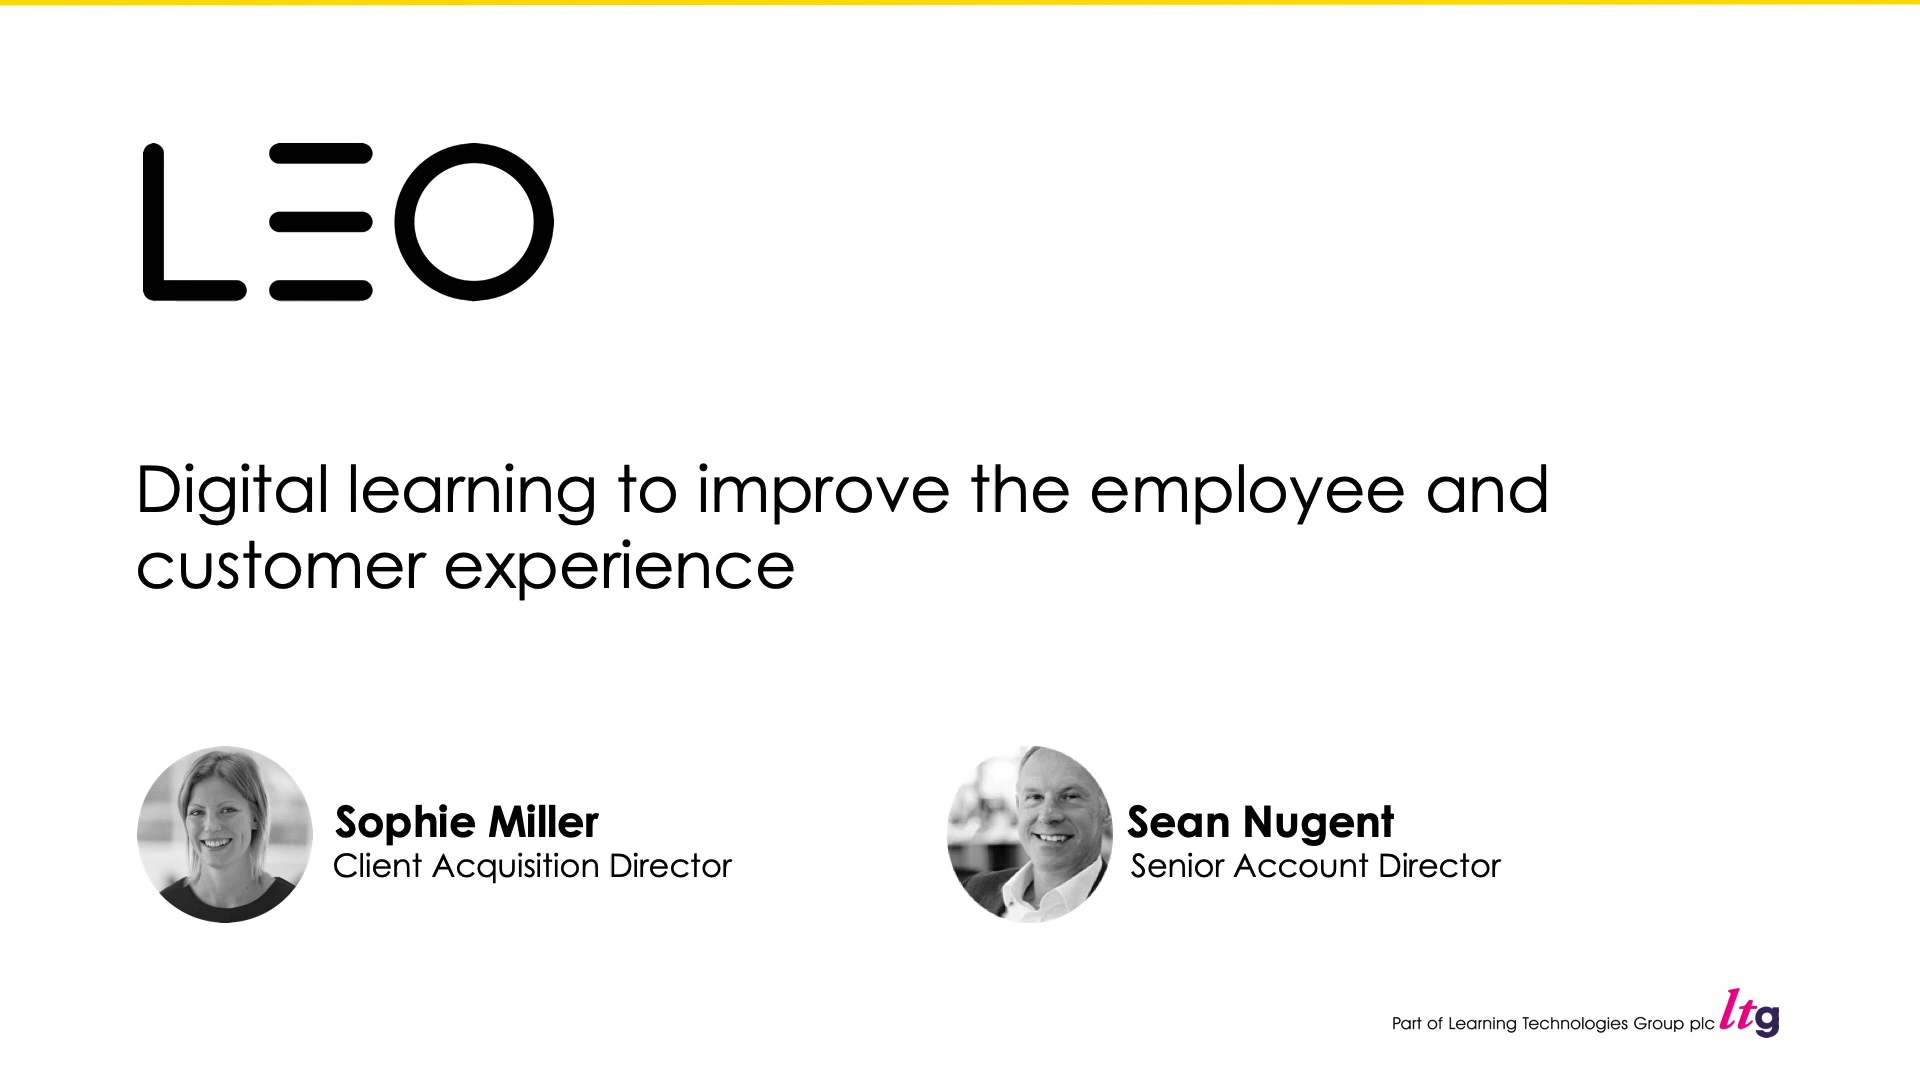 LEO
Digital learning to improve the employee and
customer experience
Sophie Miller
Client Acquisition Director
Sean Nugent
Senior Account Director
Part of Learning Technologies Group plc ltg